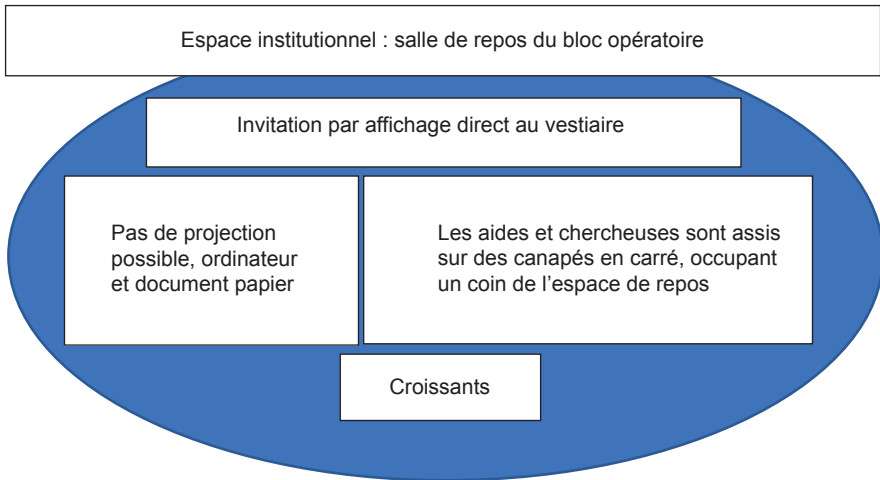 Espace institutionnel : salle de repos du bloc opératoire
Invitation par affichage direct au vestiaire
Pas de projection
possible, ordinateur
et document papier
Les aides et chercheuses sont assis
sur des canapés en carré, occupant
un coin de l’espace de repos
Croissants